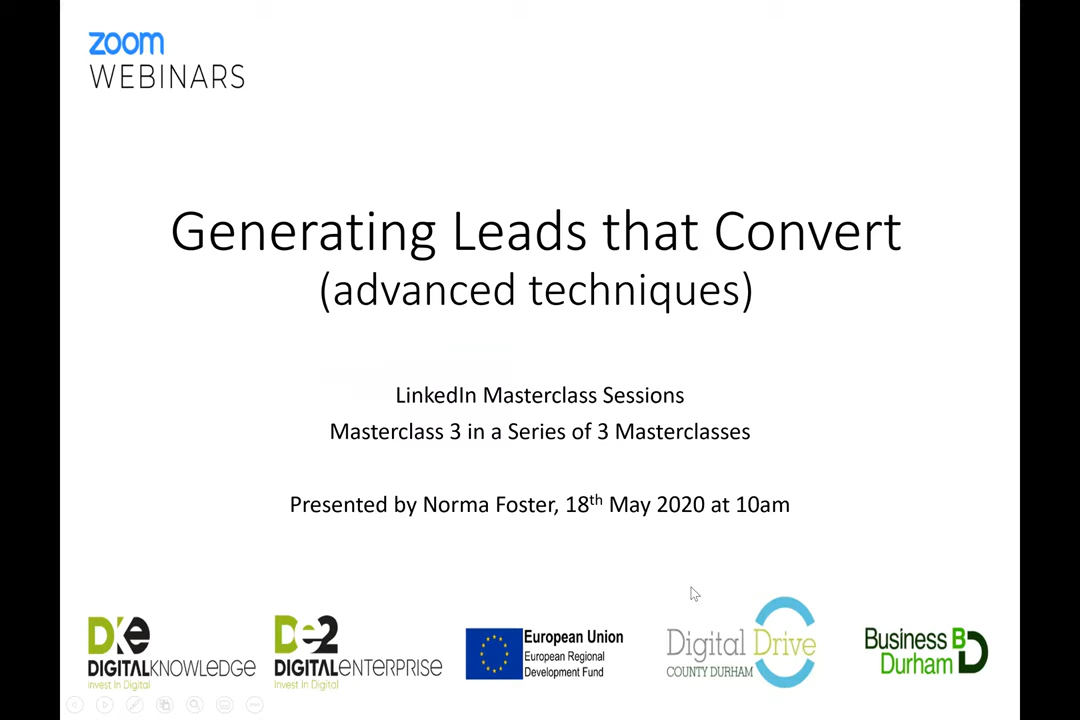 zoom
WEBINARS
Generating Leads that Convert
(advanced techniques)
LinkedIn Masterclass Sessions
Masterclass 3 in a Series of 3 Masterclasses
Presented by Norma Foster, 18th May 2020 at 10am
Dke
DIGITALKNOWLEDGE
Invest In Digital
De2
DIGITALENTERPRISE
Invest In Digital
European Union
European Regional
Development Fund
Digital Drive
COUNTY DURHAM
Business
Durham
BD